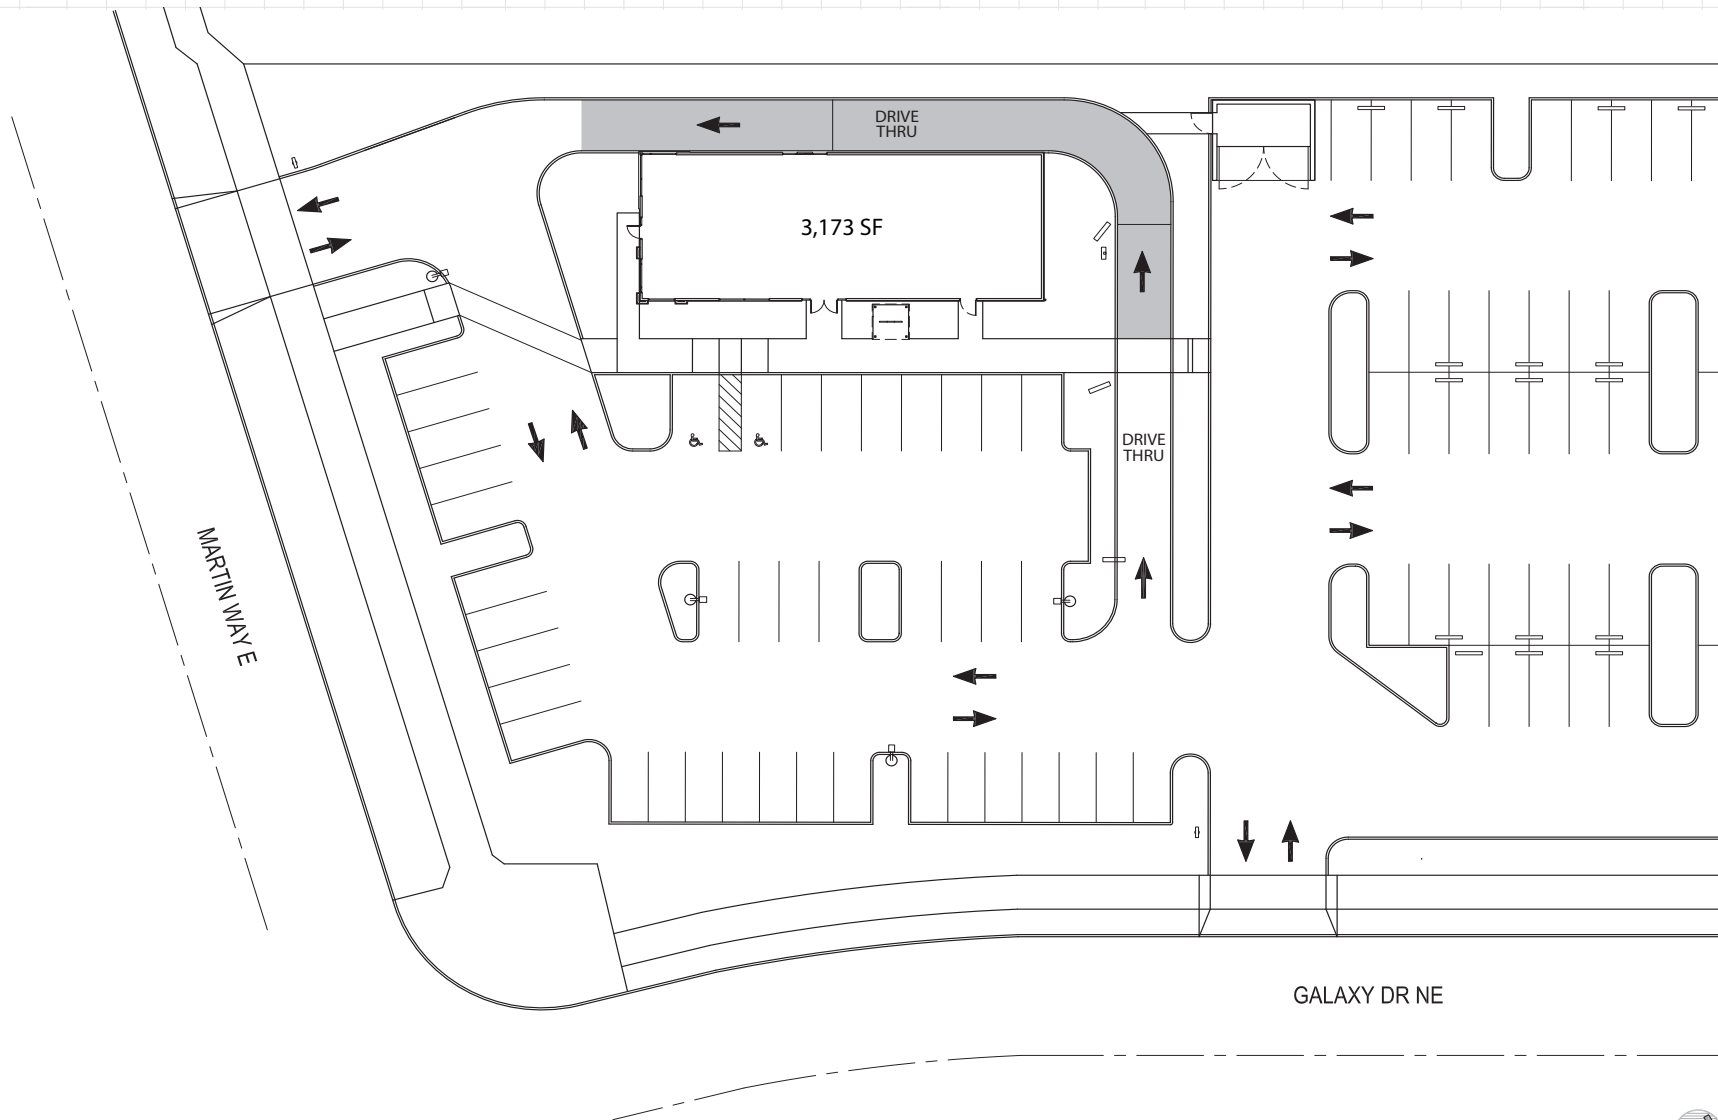 DRIVE
THRU
3,173 SF
DRIVE
THRU
MARTIN WAY E
GALAXY DR NE